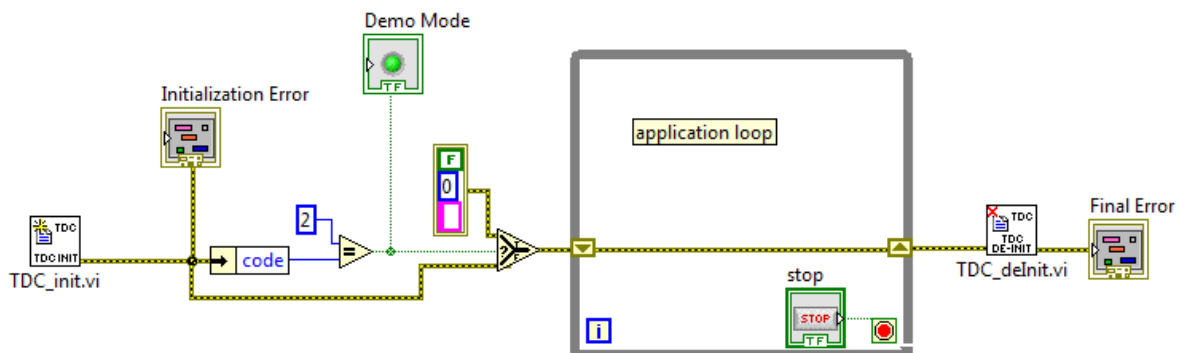 Demo Mode
TF
Initialization Error
F
0
application loop
2
TDC
TDC INIT
TDC_init.vi
code
=
?
T
F
TDC
DE-INIT
TDC_deInit.vi
Final Error
stop
STOP
TF
i